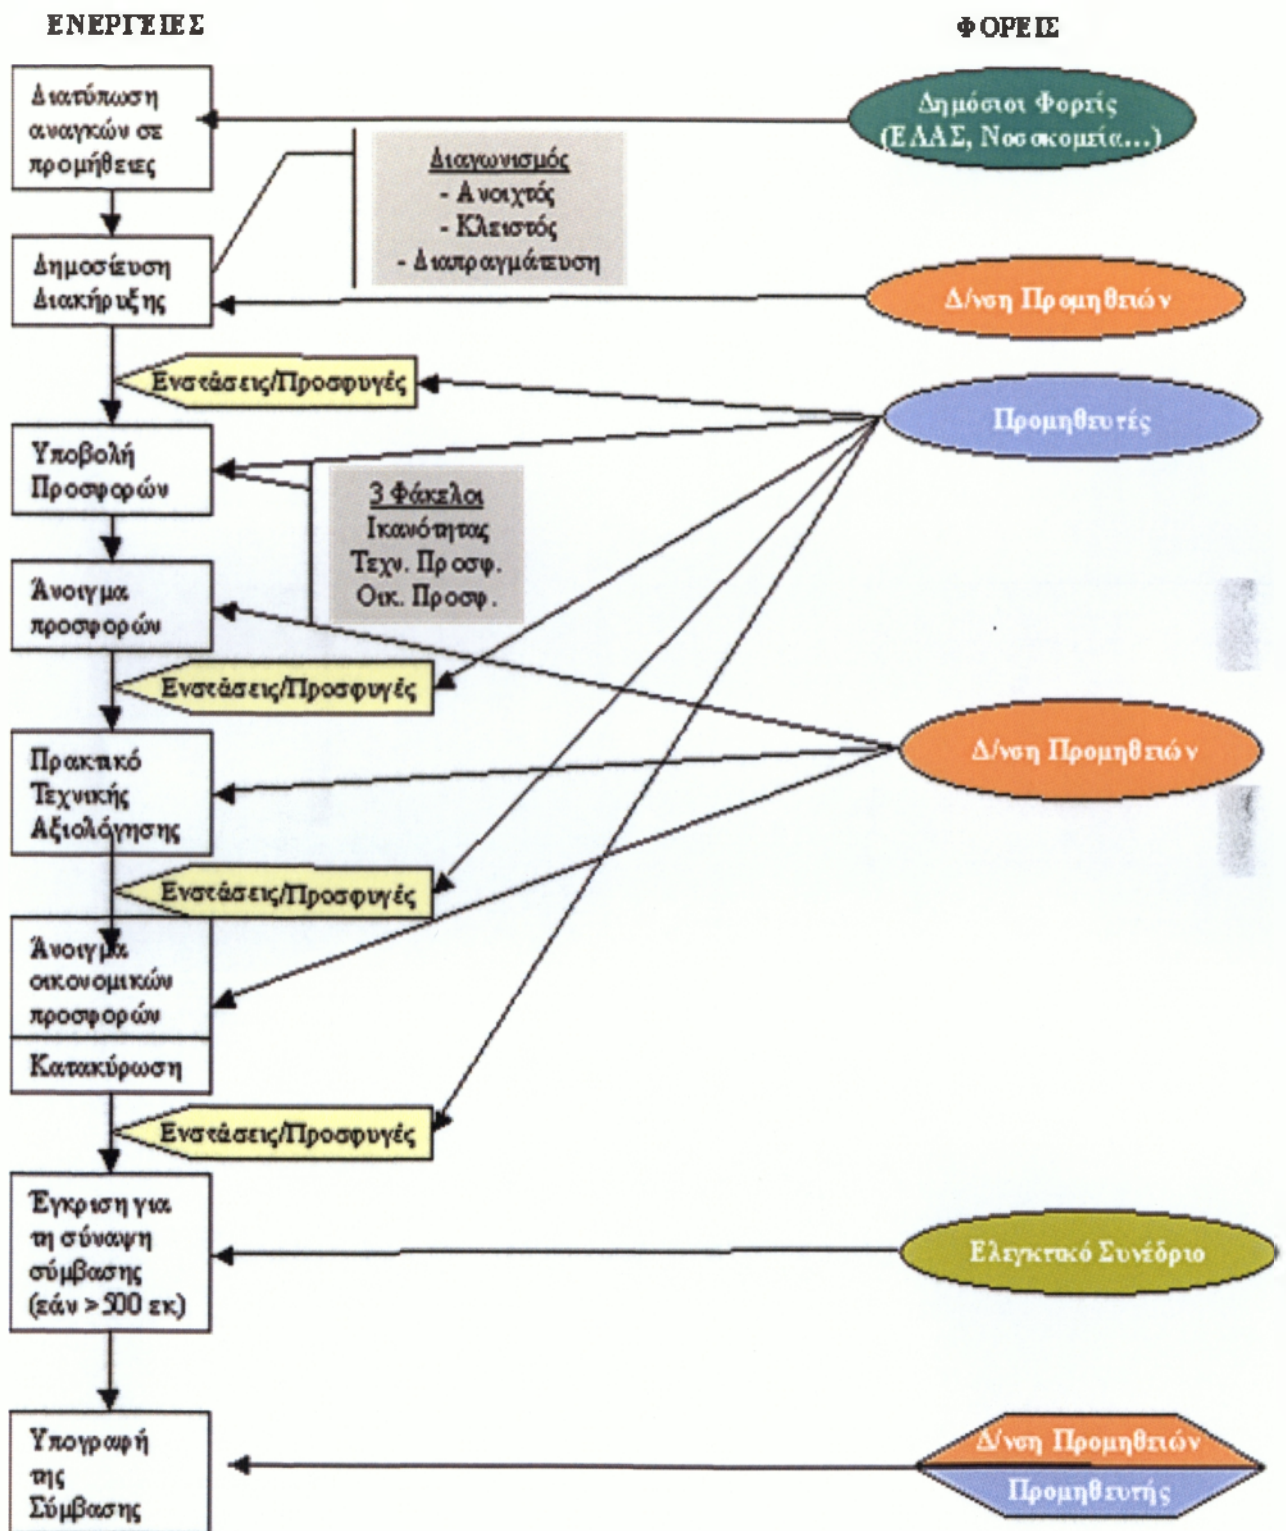 ΕΝΕΡΓΕΙΕΣ
ΦΟΡΕΙΣ
Διατύπωση
αναγκών σε
προμήθειες
Δημόσιοι Φορείς
(ΕΛΑΣ, Νοσοκομεία...)
Διαγωνισμός
- Ανοιχτός
- Κλειστός
- Διαπραγμάτευση
Δημοσίευση
Διακήρυξης
Δ/νση Προμηθειών
Ενστάσεις/Προσφυγές
Προμηθευτές
Υποβολή
Προσφορών
3 Φάκελοι
Ικανότητας
Τεχν. Προσφ.
Οικ. Προσφ.
Άνοιγμα
προσφορών
Ενστάσεις/Προσφυγές
Πρακτικό
Τεχνικής
Αξιολόγησης
Δ/νση Προμηθειών
Ενστάσεις/Προσφυγές
Άνοιγμα
οικονομικών
προσφορών
Κατακύρωση
Ενστάσεις/Προσφυγές
Έγκριση για
τη σύναψη
σύμβασης
(εάν >500 εκ)
Ελεγκτικό Συνέδριο
Υπογραφή
της
Σύμβασης
Δ/νση Προμηθειών
Προμηθευτής